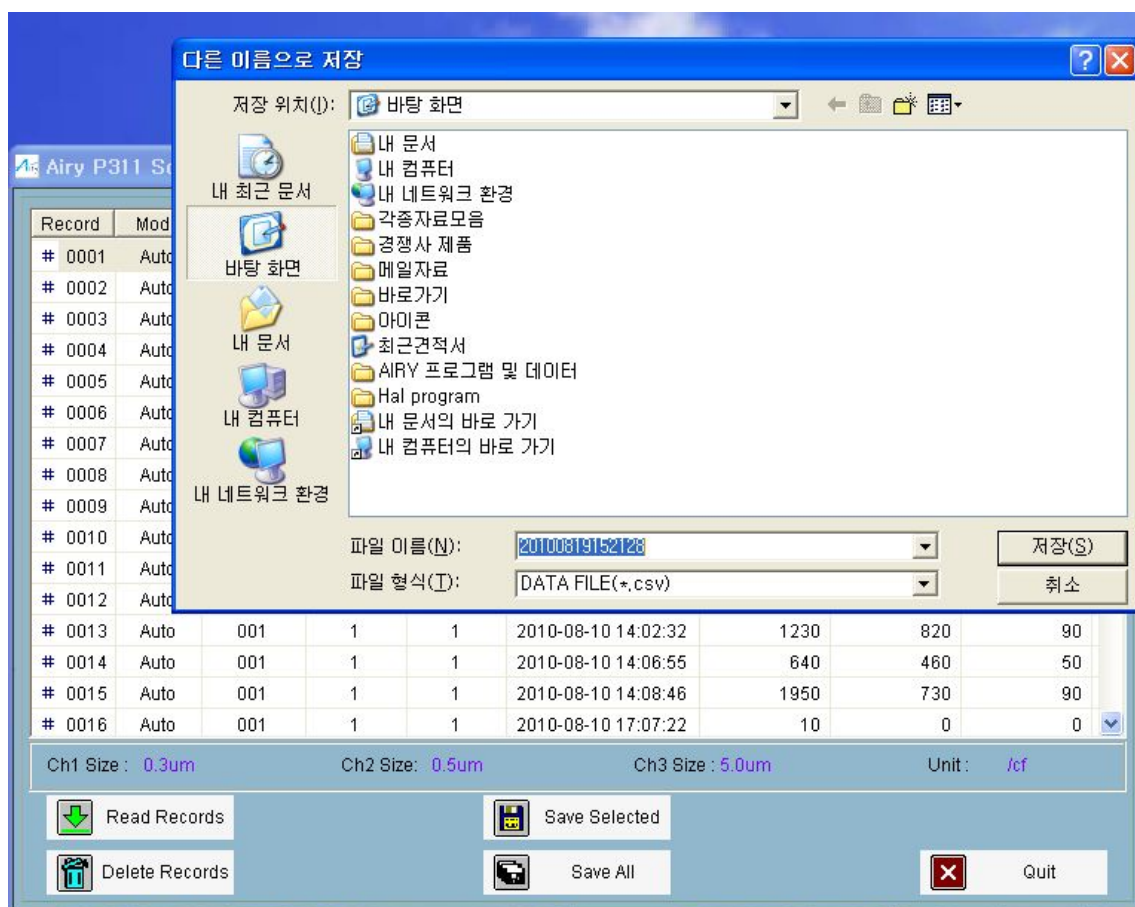 다른 이름으로 저장
저장 위치(I): 바탕 화면
내 최근 문서
바탕 화면
내 문서
내 컴퓨터
내 네트워크 환경
내 문서
내 컴퓨터
내 네트워크 환경
각종자료모음
경쟁사 제품
메일자료
바로가기
아이콘
최근견적서
AIRY 프로그램 및 데이터
Hal program
내 문서의 바로 가기
내 컴퓨터의 바로 가기
파일 이름(N): 20100819152128 저장(S)
파일 형식(T): DATA FILE(*,csv) 취소
Airy P311
Record Mod
# 0001 Auto
# 0002 Auto
# 0003 Auto
# 0004 Auto
# 0005 Auto
# 0006 Auto
# 0007 Auto
# 0008 Auto
# 0009 Auto
# 0010 Auto
# 0011 Auto
# 0012 Auto
# 0013 Auto 001 1 1 2010-08-10 14:02:32 1230 820 90
# 0014 Auto 001 1 1 2010-08-10 14:06:55 640 460 50
# 0015 Auto 001 1 1 2010-08-10 14:08:46 1950 730 90
# 0016 Auto 001 1 1 2010-08-10 17:07:22 10 0 0
Ch1 Size : 0.3um Ch2 Size: 0.5um Ch3 Size : 5.0um Unit : /cf
Read Records Save Selected
Delete Records Save All Quit